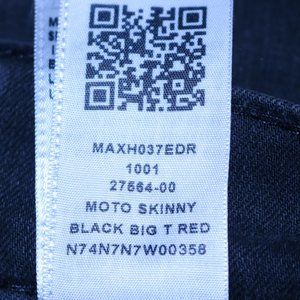 MAXH037EDR
1001
27564-00
MOTO SKINNY
BLACK BIG T RED
N74N7N7W00358